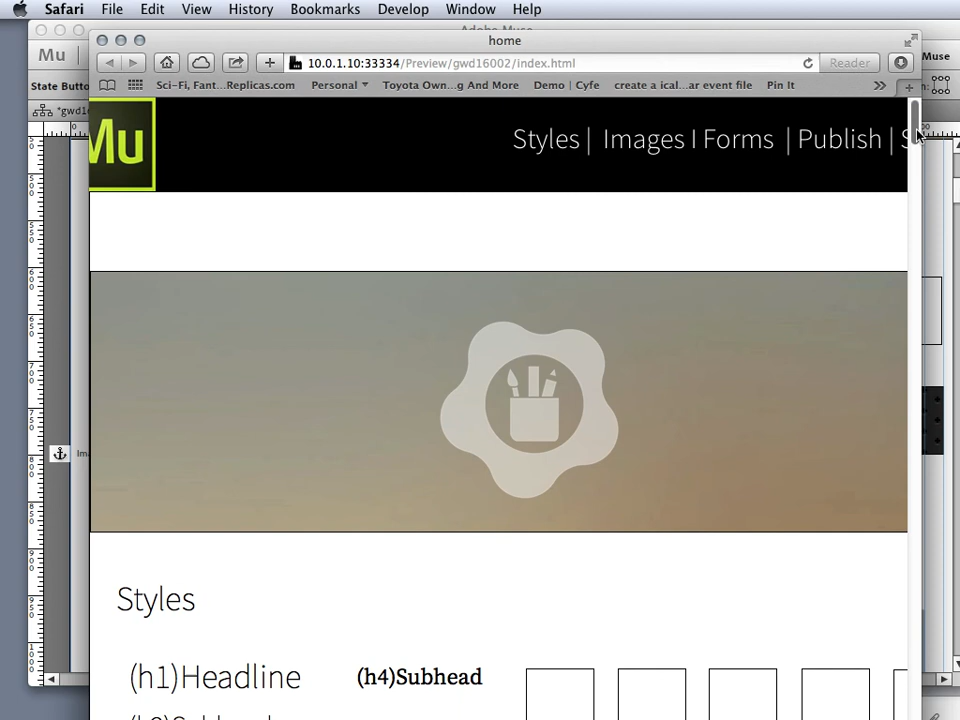 Safari File Edit View History Bookmarks Develop Window Help
Adobe Muse
home
Mu
10.0.1.10:33334/Preview/gwd16002/index.html
Reader
Muse
State Butto
Sci-Fi, Fant...Replicas.com Personal Toyota Own...g And More Demo | Cyfe create a ical...ar event file Pin It
Mu
Styles | Images I Forms | Publish | S
Styles
(h1)Headline
(h4)Subhead